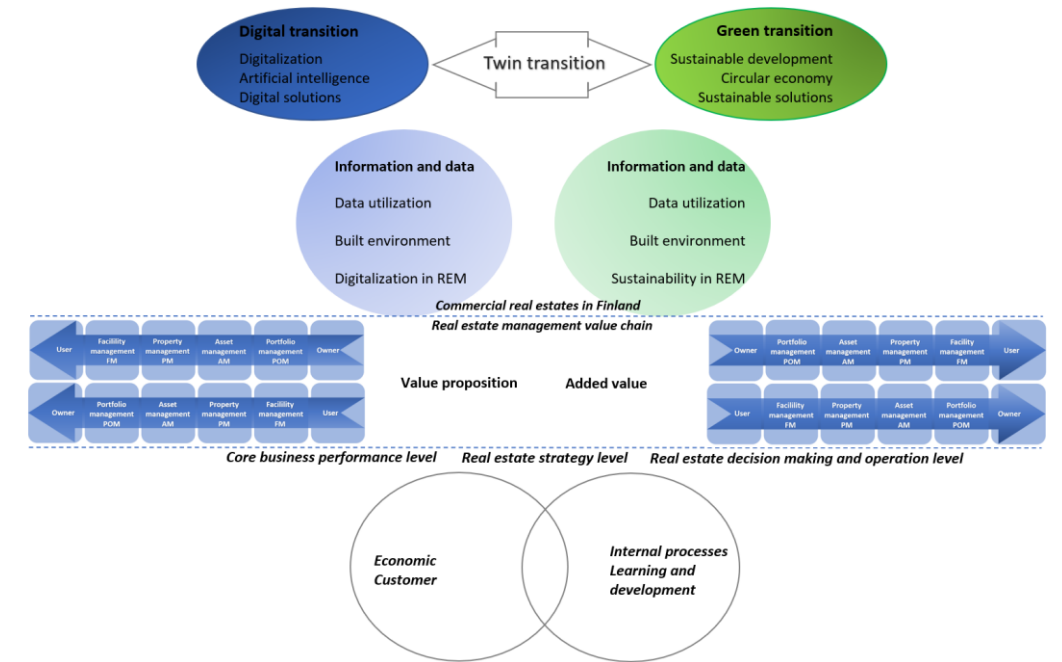 Digital transition
Digitalization
Artificial intelligence
Digital solutions
Twin transition
Green transition
Sustainable development
Circular economy
Sustainable solutions
Information and data
Data utilization
Built environment
Digitalization in REM
Information and data
Data utilization
Built environment
Sustainability in REM
Commercial real estates in Finland
Real estate management value chain
User
Facilility
management
FM
Property
management
PM
Asset
management
AM
Portfolio
management
POM
Owner
Owner
Portfolio
management
POM
Asset
management
AM
Property
management
PM
Facilility
management
FM
User
Value proposition
Added value
Owner
Portfolio
management
POM
Asset
management
AM
Property
management
PM
Facility
management
FM
User
User
Facilility
management
FM
Property
management
PM
Asset
management
AM
Portfolio
management
POM
Owner
Core business performance level
Real estate strategy level
Real estate decision making and operation level
Economic
Customer
Internal processes
Learning and
development